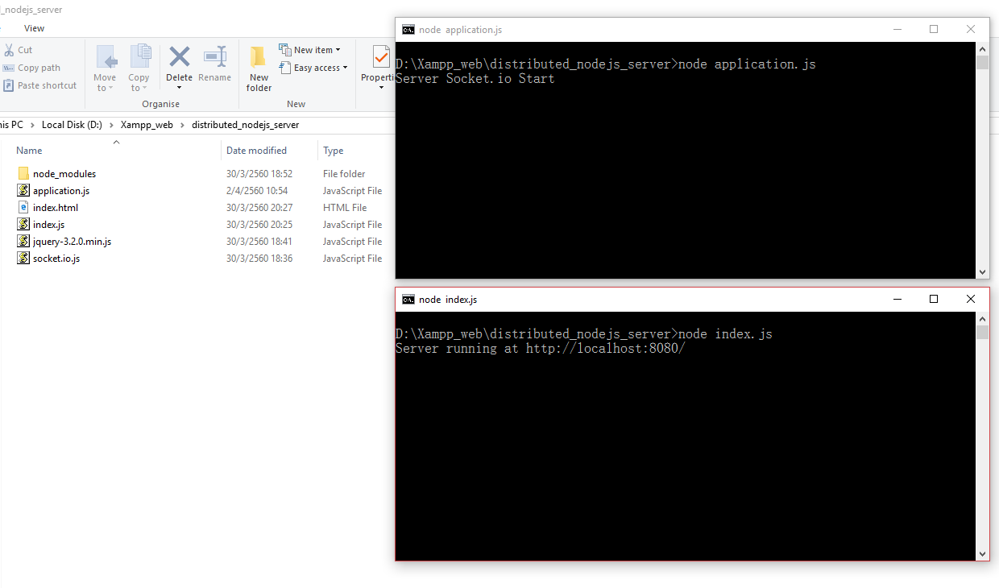 l_nodejs_server
View
Cut
Copy path
Paste shortcut
Move to
Copy to
Delete
Rename
Organise
New folder
New item
Easy access
New
Properti
his PC > Local Disk (D:) > Xampp_web > distributed_nodejs_server
Name Date modified Type
node_modules 30/3/2560 18:52 File folder
application.js 2/4/2560 10:54 JavaScript File
index.html 30/3/2560 20:27 HTML File
index.js 30/3/2560 20:25 JavaScript File
jquery-3.2.0.min.js 30/3/2560 18:41 JavaScript File
socket.io.js 30/3/2560 18:36 JavaScript File
node application.js
D:\Xampp_web\distributed_nodejs_server>node application.js
Server Socket.io Start
node index.js
D:\Xampp_web\distributed_nodejs_server>node index.js
Server running at http://localhost:8080/